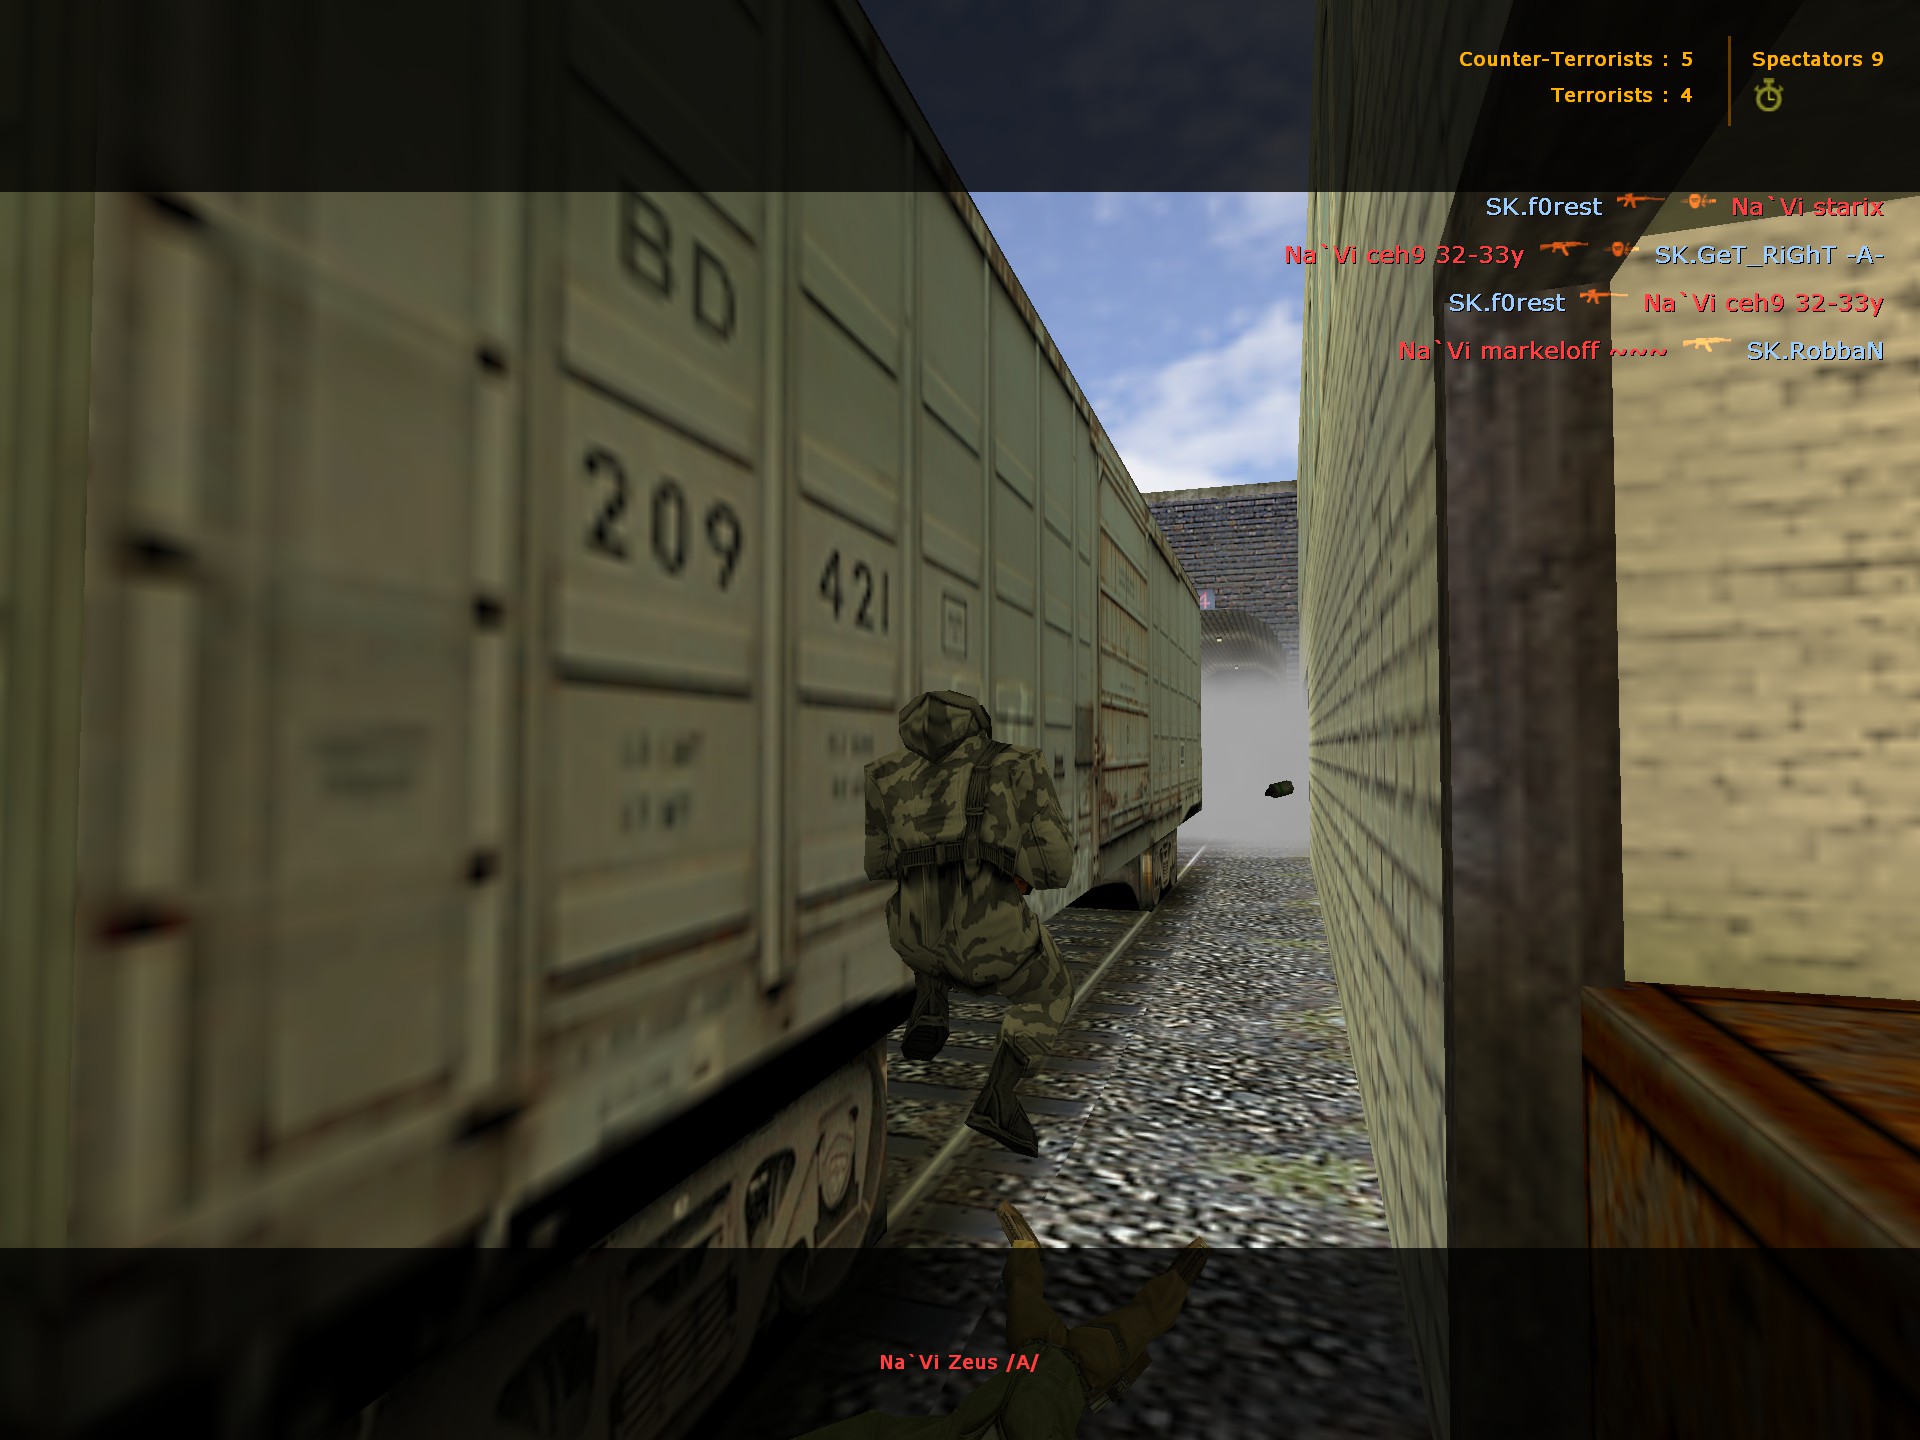 Counter-Terrorists : 5
Terrorists : 4
Spectators 9
SK.f0rest Na`Vi starix
Na`Vi ceh9 32-33y SK.GeT_RiGhT -A-
SK.f0rest Na`Vi ceh9 32-33y
Na`Vi markeloff ~~~ SK.RobbaN
BD
209 421
4
Na`Vi Zeus /A/